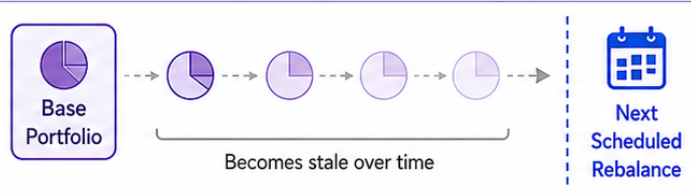 Base
Portfolio
Becomes stale over time
Next
Scheduled
Rebalance